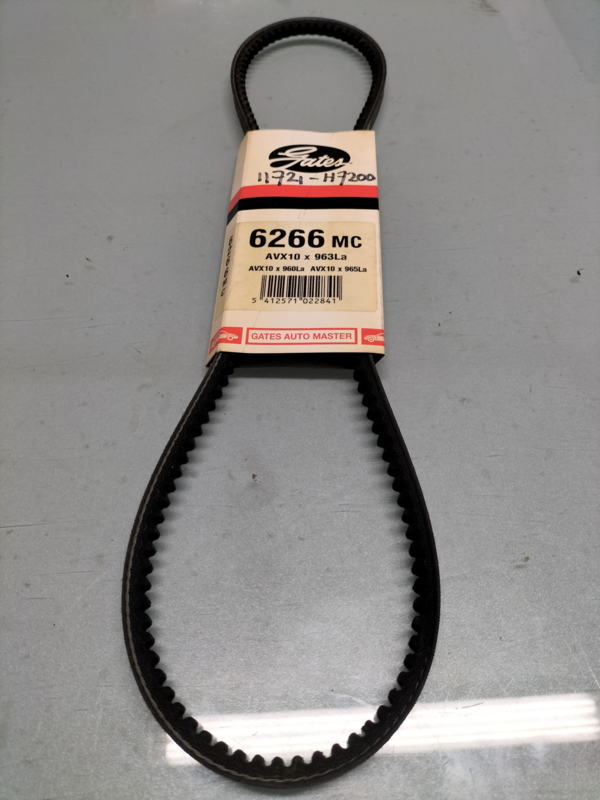 Gates
11721-H7200
6266 MC
AVX10 x 963La
AVX10 x 960La AVX10 x 965La
5 412571 022841
GATES AUTO MASTER